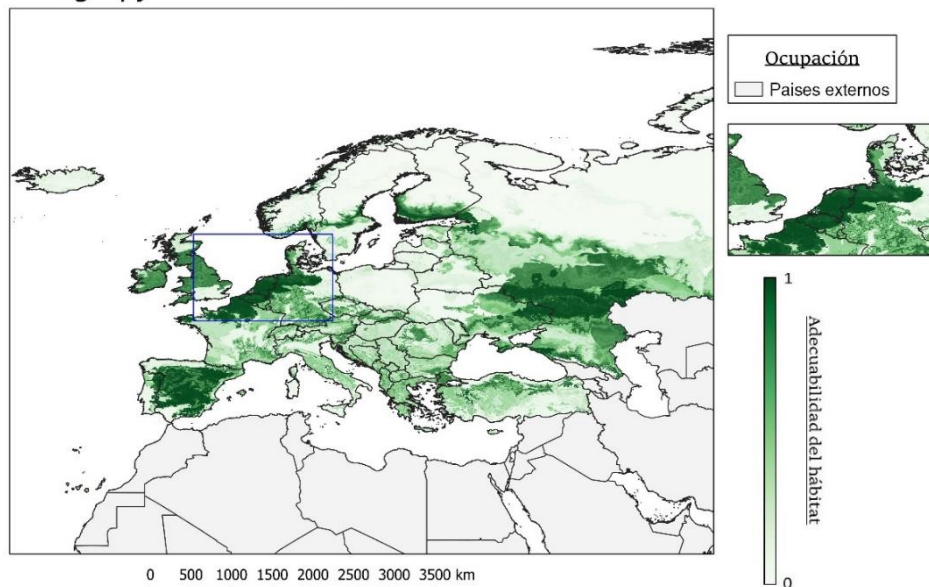 Ocupación
Paises externos
1
Adecuabilidad del hábitat
0
0 500 1000 1500 2000 2500 3000 3500 km